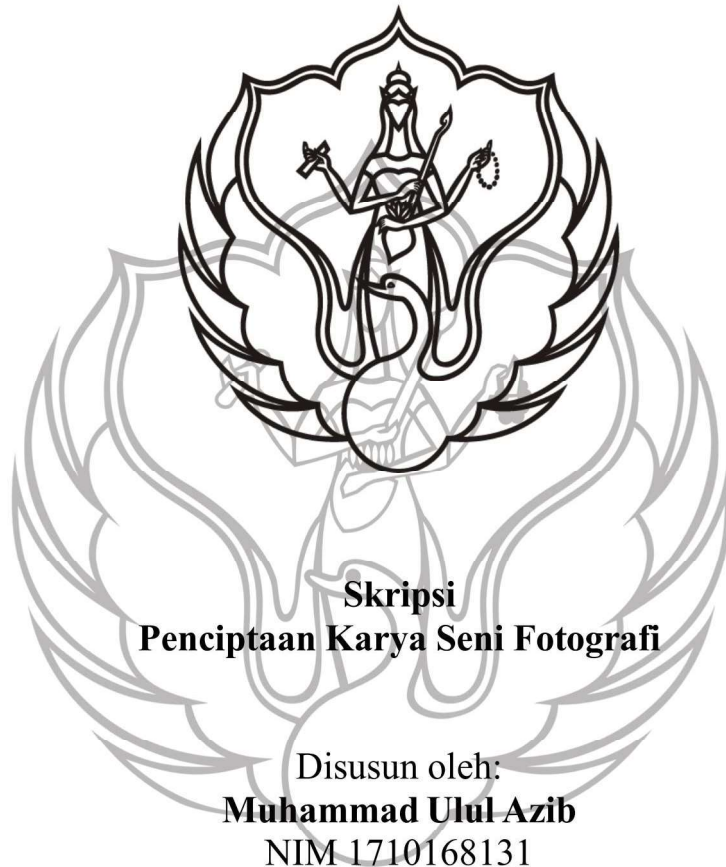 Skripsi
Penciptaan Karya Seni Fotografi
Disusun oleh:
Muhammad Ulul Azib
NIM 1710168131